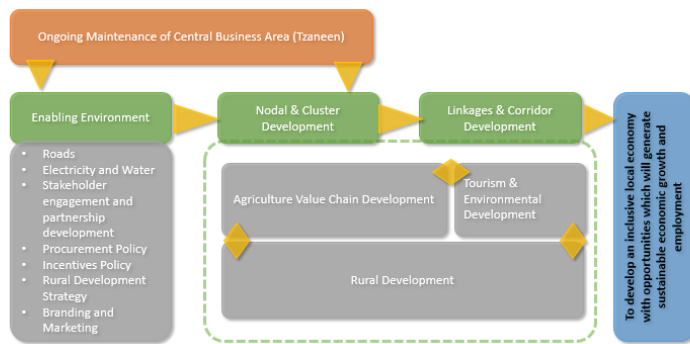 Ongoing Maintenance of Central Business Area (Tzaneen)
Enabling Environment
Nodal & Cluster
Development
Linkages & Corridor
Development
• Roads
• Electricity and Water
• Stakeholder
engagement and
partnership
development
• Procurement Policy
• Incentives Policy
• Rural Development
Strategy
• Branding and
Marketing
Agriculture Value Chain Development
Tourism &
Environmental
Development
Rural Development
To develop an inclusive local economy
with opportunities which will generate
sustainable economic growth and
employment